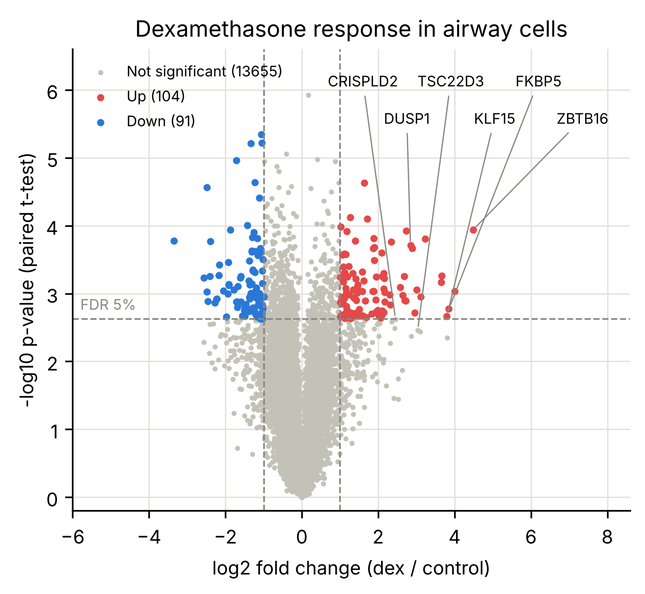 Dexamethasone response in airway cells
Not significant (13655)
Up (104)
Down (91)
CRISPLD2 TSC22D3 FKBP5
DUSP1 KLF15 ZBTB16
FDR 5%
-log10 p-value (paired t-test)
6
5
4
3
2
1
0
−6 −4 −2 0 2 4 6 8
log2 fold change (dex / control)